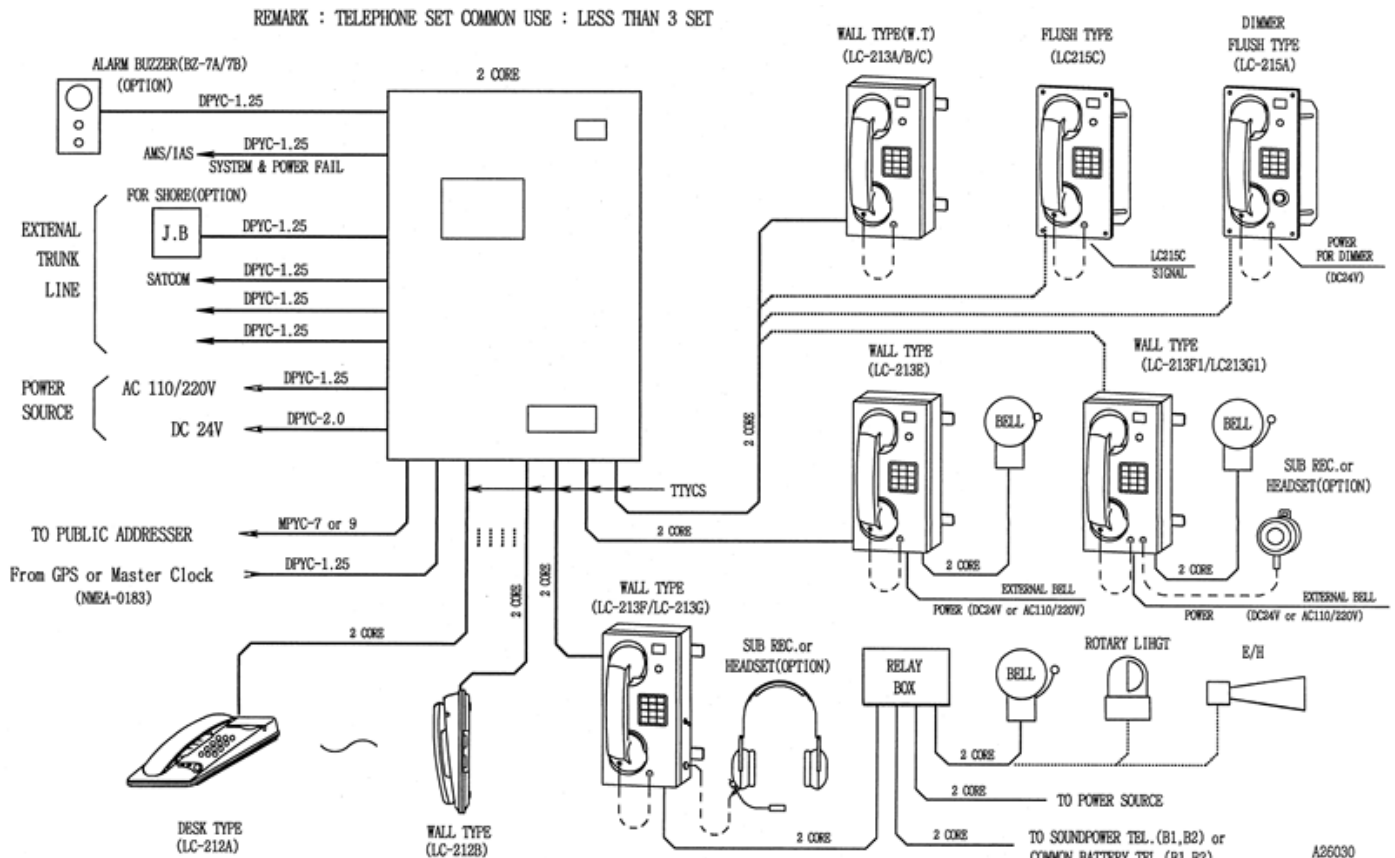 REMARK : TELEPHONE SET COMMON USE : LESS THAN 3 SET
ALARM BUZZER(BZ-7A/7B)
(OPTION)
DPYC-1.25
2 CORE
AMS/IAS
DPYC-1.25
SYSTEM & POWER FAIL
FOR SHORE(OPTION)
J.B
DPYC-1.25
EXTENAL
TRUNK
LINE
SATCOM
DPYC-1.25
DPYC-1.25
DPYC-1.25
POWER
SOURCE
AC 110/220V
DPYC-1.25
DC 24V
DPYC-2.0
TTYCS
TO PUBLIC ADDRESSER
MPYC-7 or 9
From GPS or Master Clock
(NMEA-0183)
DPYC-1.25
2 CORE
2 CORE
2 CORE
2 CORE
2 CORE
WALL TYPE(W.T)
(LC-213A/B/C)
FLUSH TYPE
(LC215C)
DIMMER
FLUSH TYPE
(LC-215A)
LC215C
SIGNAL
POWER
FOR DIMMER
(DC24V)
WALL TYPE
(LC-213E)
BELL
2 CORE
EXTERNAL BELL
POWER (DC24V or AC110/220V)
WALL TYPE
(LC-213F1/LC213G1)
BELL
SUB REC.or
HEADSET(OPTION)
2 CORE
EXTERNAL BELL
POWER (DC24V or AC110/220V)
DESK TYPE
(LC-212A)
WALL TYPE
(LC-212B)
WALL TYPE
(LC-213F/LC-213G)
SUB REC.or
HEADSET(OPTION)
RELAY
BOX
BELL
ROTARY LIHGT
E/H
2 CORE
2 CORE
TO POWER SOURCE
2 CORE
2 CORE
TO SOUNDPOWER TEL.(B1,B2) or
COMMON BATTERY TEL.(B1,B2)
A26030